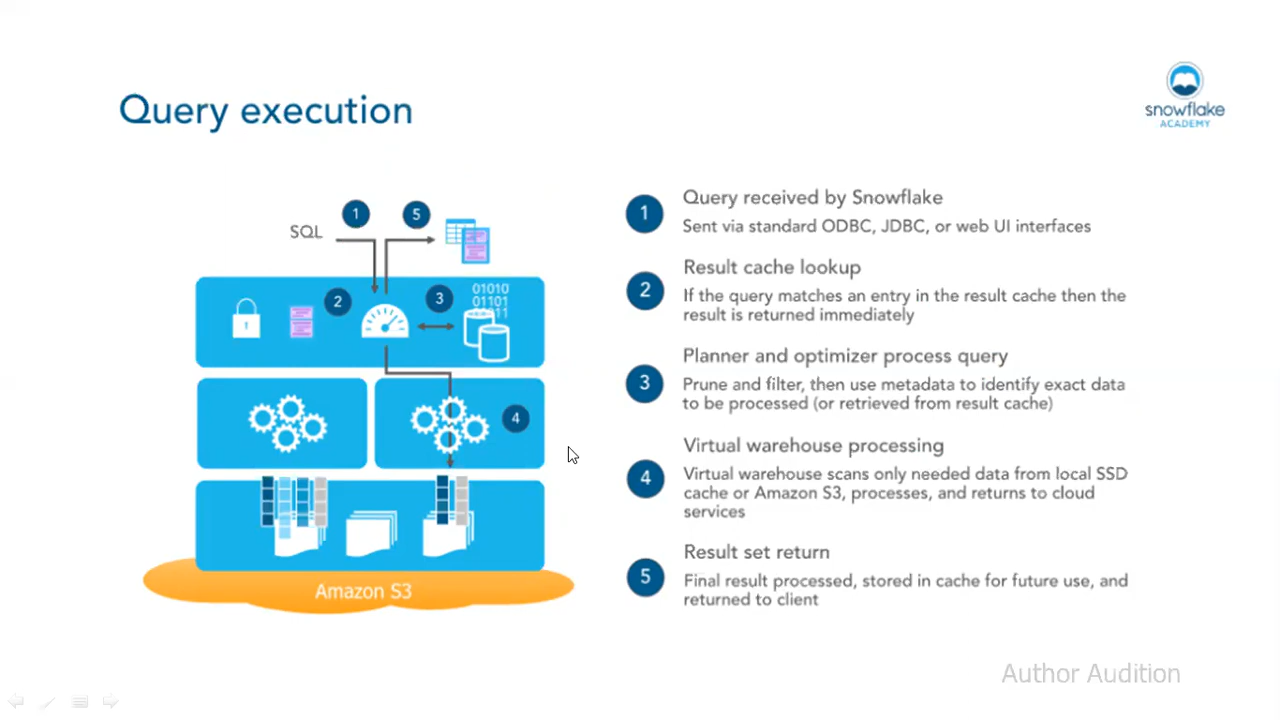 Query execution
snowflake
ACADEMY
1
5
SQL
2
3
01010
01101
4
Amazon S3
1
Query received by Snowflake
Sent via standard ODBC, JDBC, or web UI interfaces
2
Result cache lookup
If the query matches an entry in the result cache then the
result is returned immediately
3
Planner and optimizer process query
Prune and filter, then use metadata to identify exact data
to be processed (or retrieved from result cache)
4
Virtual warehouse processing
Virtual warehouse scans only needed data from local SSD
cache or Amazon S3, processes, and returns to cloud
services
5
Result set return
Final result processed, stored in cache for future use, and
returned to client
Author Audition